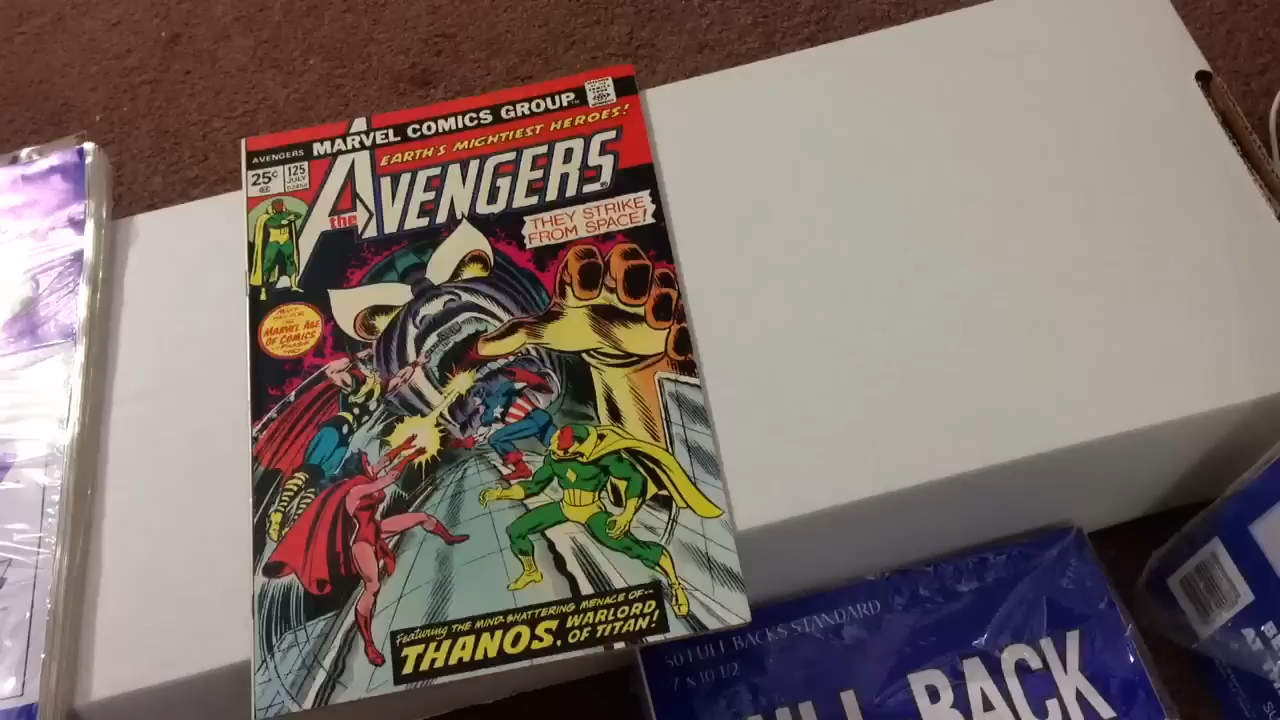 AVENGERS
MARVEL COMICS GROUP
EARTH'S MIGHTIEST HEROES!
25¢
125
JULY
the AVENGERS
THEY STRIKE
FROM SPACE!
MARVEL AGE
OF COMICS
Featuring THE MIND-SHATTERING MENACE OF--
THANOS, WARLORD
OF TITAN!
50 FULL BACKS STANDARD
7 X 10 1/2
FULL BACK